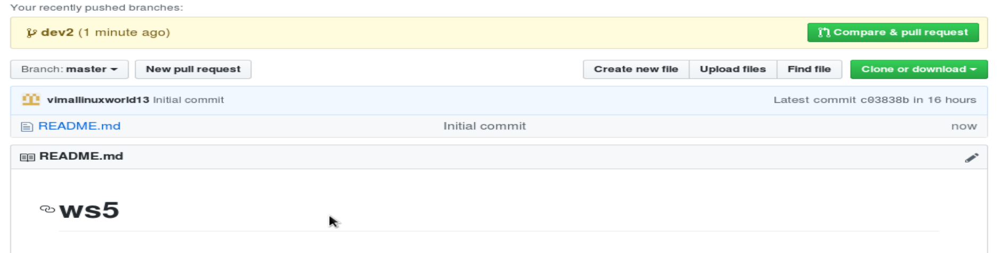 Your recently pushed branches:
dev2 (1 minute ago) Compare & pull request
Branch: master New pull request Create new file Upload files Find file Clone or download
vimallinuxworld13 Initial commit Latest commit c03838b in 16 hours
README.md Initial commit now
README.md
ws5